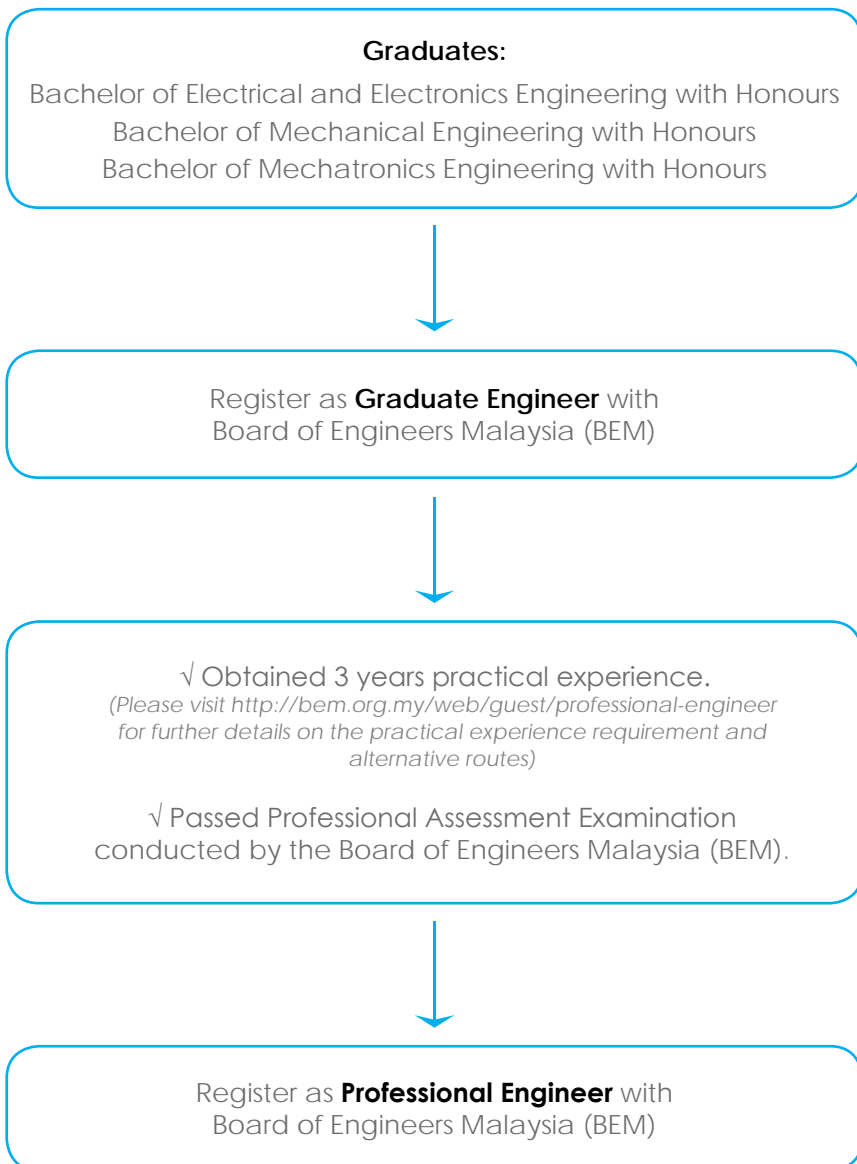 Graduates:
Bachelor of Electrical and Electronics Engineering with Honours
Bachelor of Mechanical Engineering with Honours
Bachelor of Mechatronics Engineering with Honours
Register as Graduate Engineer with
Board of Engineers Malaysia (BEM)
√ Obtained 3 years practical experience.
(Please visit http://bem.org.my/web/guest/professional-engineer
for further details on the practical experience requirement and
alternative routes)
√ Passed Professional Assessment Examination
conducted by the Board of Engineers Malaysia (BEM).
Register as Professional Engineer with
Board of Engineers Malaysia (BEM)